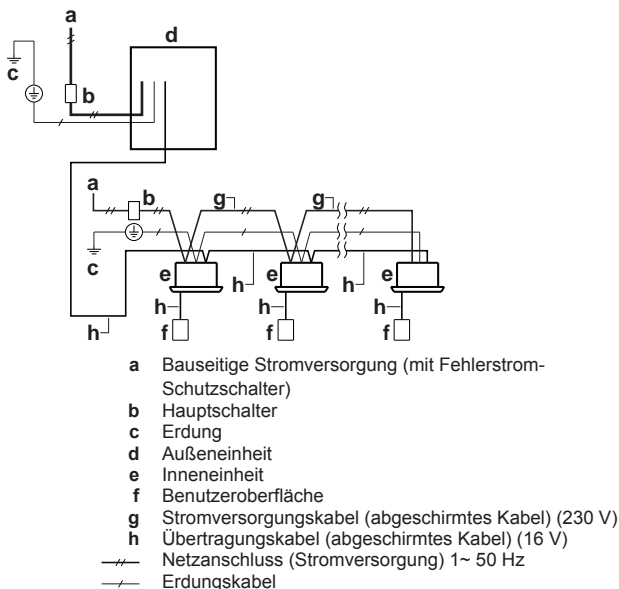 a
d
c
b
a
b
g
g
c
e
h
e
h
e
h
h
h
h
f
f
f
a Bauseitige Stromversorgung (mit Fehlerstrom-
Schutzschalter)
b Hauptschalter
c Erdung
d Außeneinheit
e Inneneinheit
f Benutzeroberfläche
g Stromversorgungskabel (abgeschirmtes Kabel) (230 V)
h Übertragungskabel (abgeschirmtes Kabel) (16 V)
Netzanschluss (Stromversorgung) 1~ 50 Hz
Erdungskabel